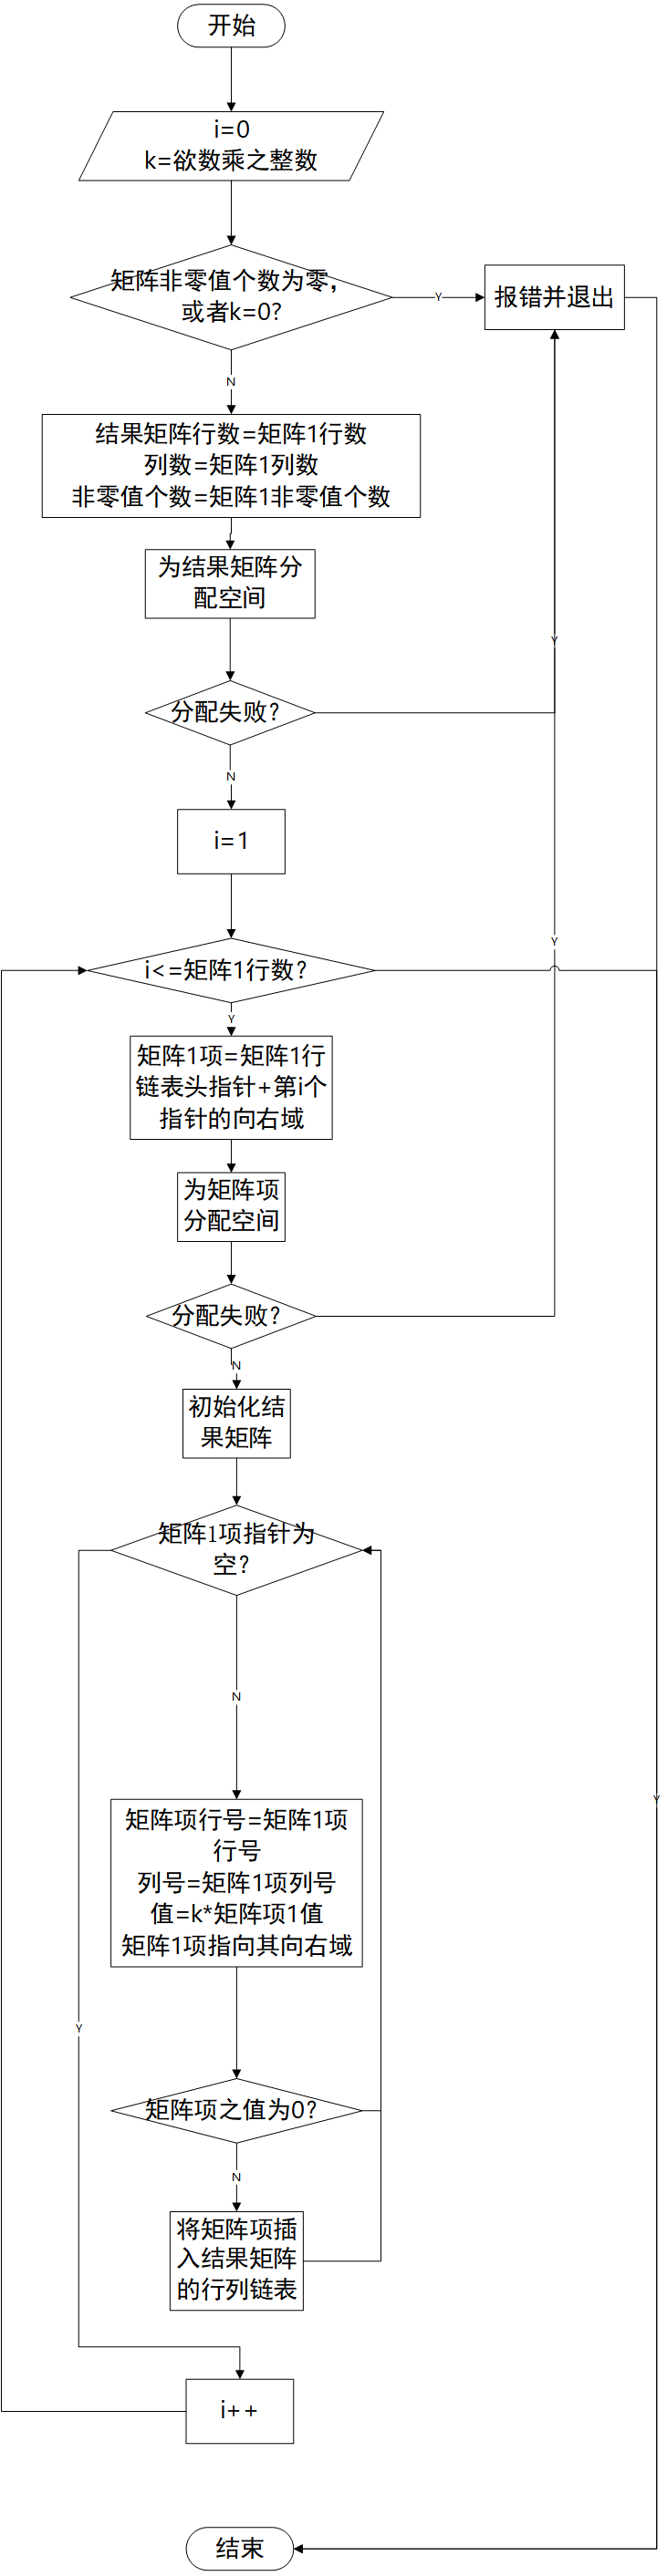 开始
i=0
k=欲数乘之整数
矩阵非零值个数为零，
或者k=0?
Y
报错并退出
N
结果矩阵行数=矩阵1行数
列数=矩阵1列数
非零值个数=矩阵1非零值个数
为结果矩阵分
配空间
Y
分配失败？
N
i=1
Y
i<=矩阵1行数？
Y
矩阵1项=矩阵1行
链表头指针+第i个
指针的向右域
为矩阵项
分配空间
分配失败？
N
初始化结
果矩阵
矩阵1项指针为
空？
N
Y
矩阵项行号=矩阵1项
行号
列号=矩阵1项列号
值=k*矩阵项1值
矩阵1项指向其向右域
Y
矩阵项之值为0？
N
将矩阵项插
入结果矩阵
的行列链表
i++
结束